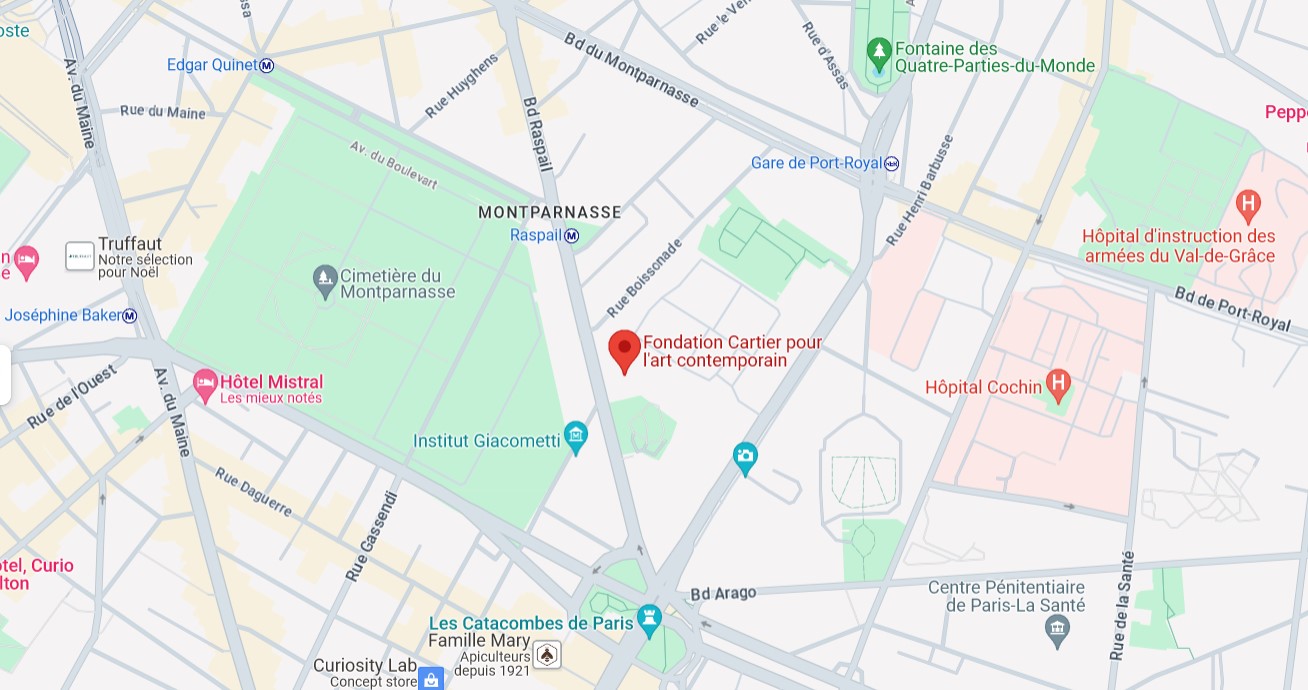 oste
Edgar Quinet
Av. du Maine
Rue du Maine
Rue Huyghens
Bd Raspail
Bd du Montparnasse
Rue d'Assas
Fontaine des
Quatre-Parties-du-Monde
Av. du Boulevart
Gare de Port-Royal
Rue Henri Barbusse
Pepp
MONTPARNASSE
Raspail
Truffaut
Notre sélection
pour Noël
Cimetière du
Montparnasse
Rue Boissonade
Hôpital d'instruction des
armées du Val-de-Grâce
Bd de Port-Royal
Joséphine Baker
Fondation Cartier pour
l'art contemporain
Rue de l'Ouest
Av. du Maine
Hôtel Mistral
Les mieux notés
Hôpital Cochin
Institut Giacometti
Rue Daguerre
Rue Gassendi
otel, Curio
lton
Bd Arago
Les Catacombes de Paris
Famille Mary
Apiculteurs
depuis 1921
Curiosity Lab
Concept store
Centre Pénitentiaire
de Paris-La Santé
Rue de la Santé